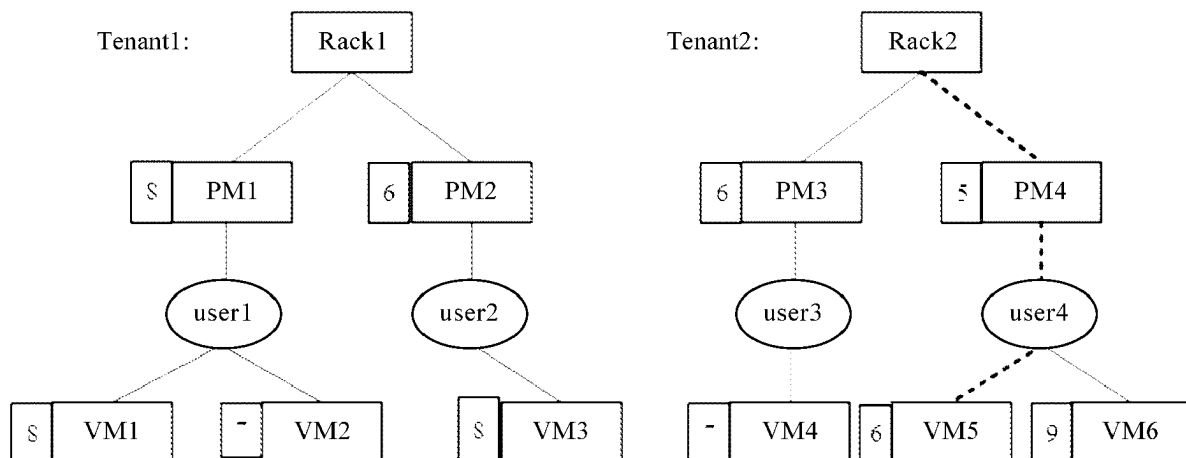 Tenant1: Rack1 Tenant2: Rack2
8 PM1 6 PM2 6 PM3 5 PM4
user1 user2 user3 user4
8 VM1 VM2 8 VM3 VM4 6 VM5 9 VM6